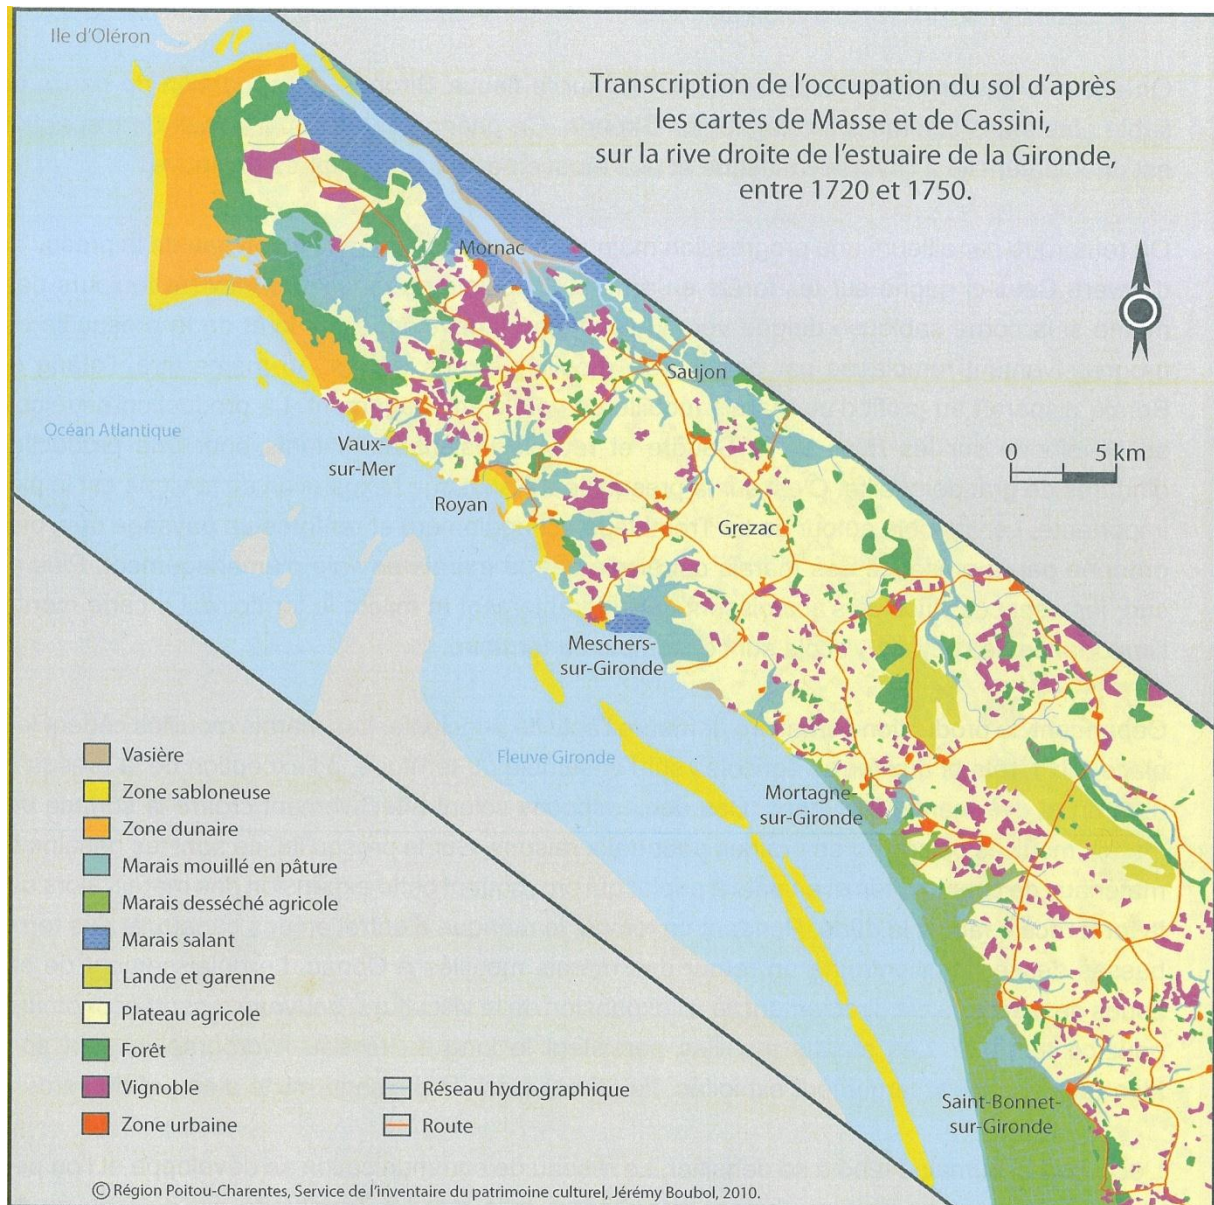 Ile d'Oléron
Transcription de l'occupation du sol d'après
les cartes de Masse et de Cassini,
sur la rive droite de l'estuaire de la Gironde,
entre 1720 et 1750.
Mornac
Saujon
Océan Atlantique
Vaux-
sur-Mer
Royan
0 5 km
Grezac
Meschers-
sur-Gironde
Fleuve Gironde
Mortagne-
sur-Gironde
Saint-Bonnet-
sur-Gironde
Vasière
Zone sabloneuse
Zone dunaire
Marais mouillé en pâture
Marais desséché agricole
Marais salant
Lande et garenne
Plateau agricole
Forêt
Vignoble
Zone urbaine
Réseau hydrographique
Route
© Région Poitou-Charentes, Service de l'inventaire du patrimoine culturel, Jérémy Boubol, 2010.